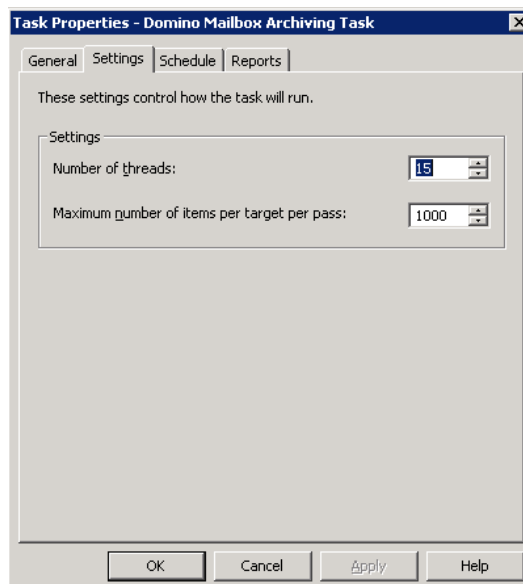 Task Properties - Domino Mailbox Archiving Task
General Settings Schedule Reports
These settings control how the task will run.
Settings
Number of threads: 15
Maximum number of items per target per pass: 1000
OK Cancel Apply Help